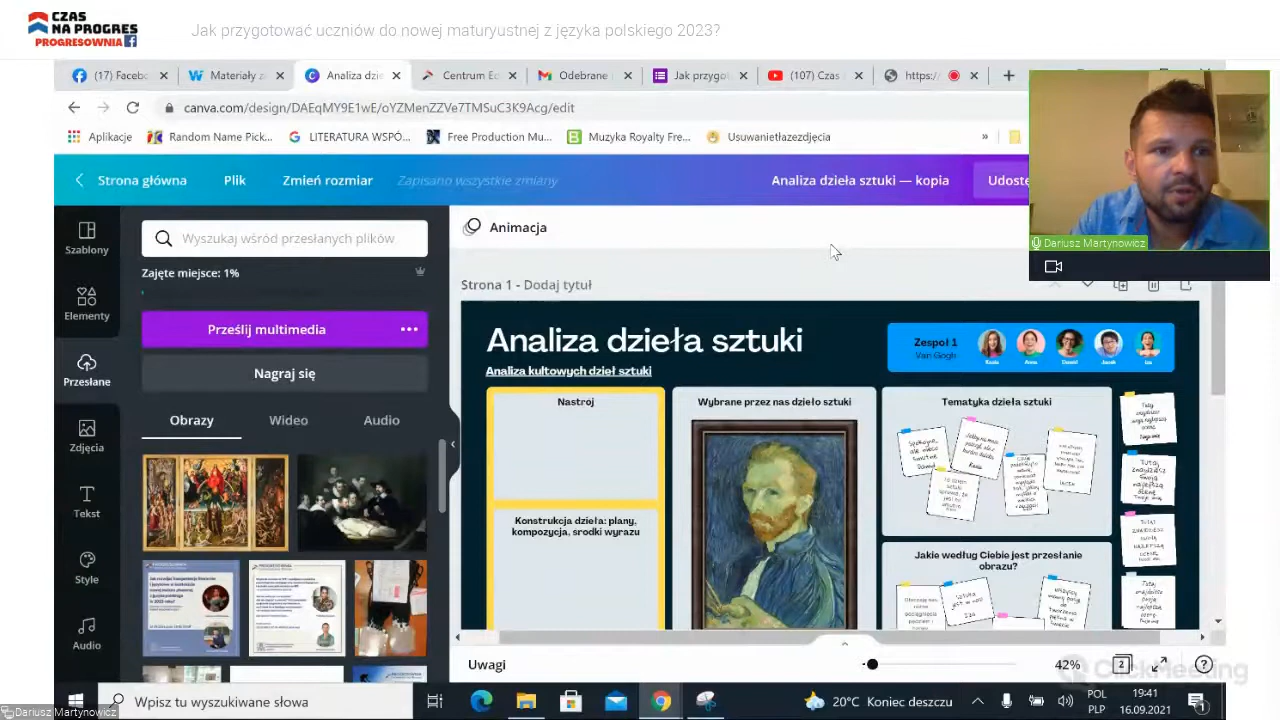 CZAS
NA PROGRES
PROGRESOWNIA
Jak przygotować uczniów do nowej maturyustnej z języka polskiego 2023?
(17) Facebo
Materiały z
Analiza dzie
Centrum Ed
Odebrane
Jak przygo
(107) Czas
https:/
canva.com/design/DAEqMY9E1wE/oYZMenZZVe7TMSuC3K9Acg/edit
Aplikacje
Random Name Pick...
LITERATURA WSPÓ...
Free Production Mu...
Muzyka Royalty Fre...
Usuwanietłazezdjęcia
»
Strona główna
Plik
Zmień rozmiar
Zapisano wszystkie zmiany
Analiza dzieła sztuki — kopia
Udostę
Dariusz Martynowicz
Szablony
Elementy
Przesłane
Zdjęcia
Tekst
Style
Audio
Wyszukaj wśród przesłanych plików
Zajęte miejsce: 1%
Prześlij multimedia
Nagraj się
Obrazy
Wideo
Audio
Animacja
Strona 1 - Dodaj tytuł
Analiza dzieła sztuki
Analiza kultowych dzieł sztuki
Zespół 1
Van Gogh
Nastrój
Konstrukcja dzieła: plany,
kompozycja, środki wyrazu
Wybrane przez nas dzieło sztuki
Tematyka dzieła sztuki
Jakie według Ciebie jest przesłanie
obrazu?
Uwagi
42%
2
ClickMeeting
Wpisz tu wyszukiwane słowa
20°C Koniec deszczu
POL
PLP
19:41
16.09.2021
Dariusz Martynowicz